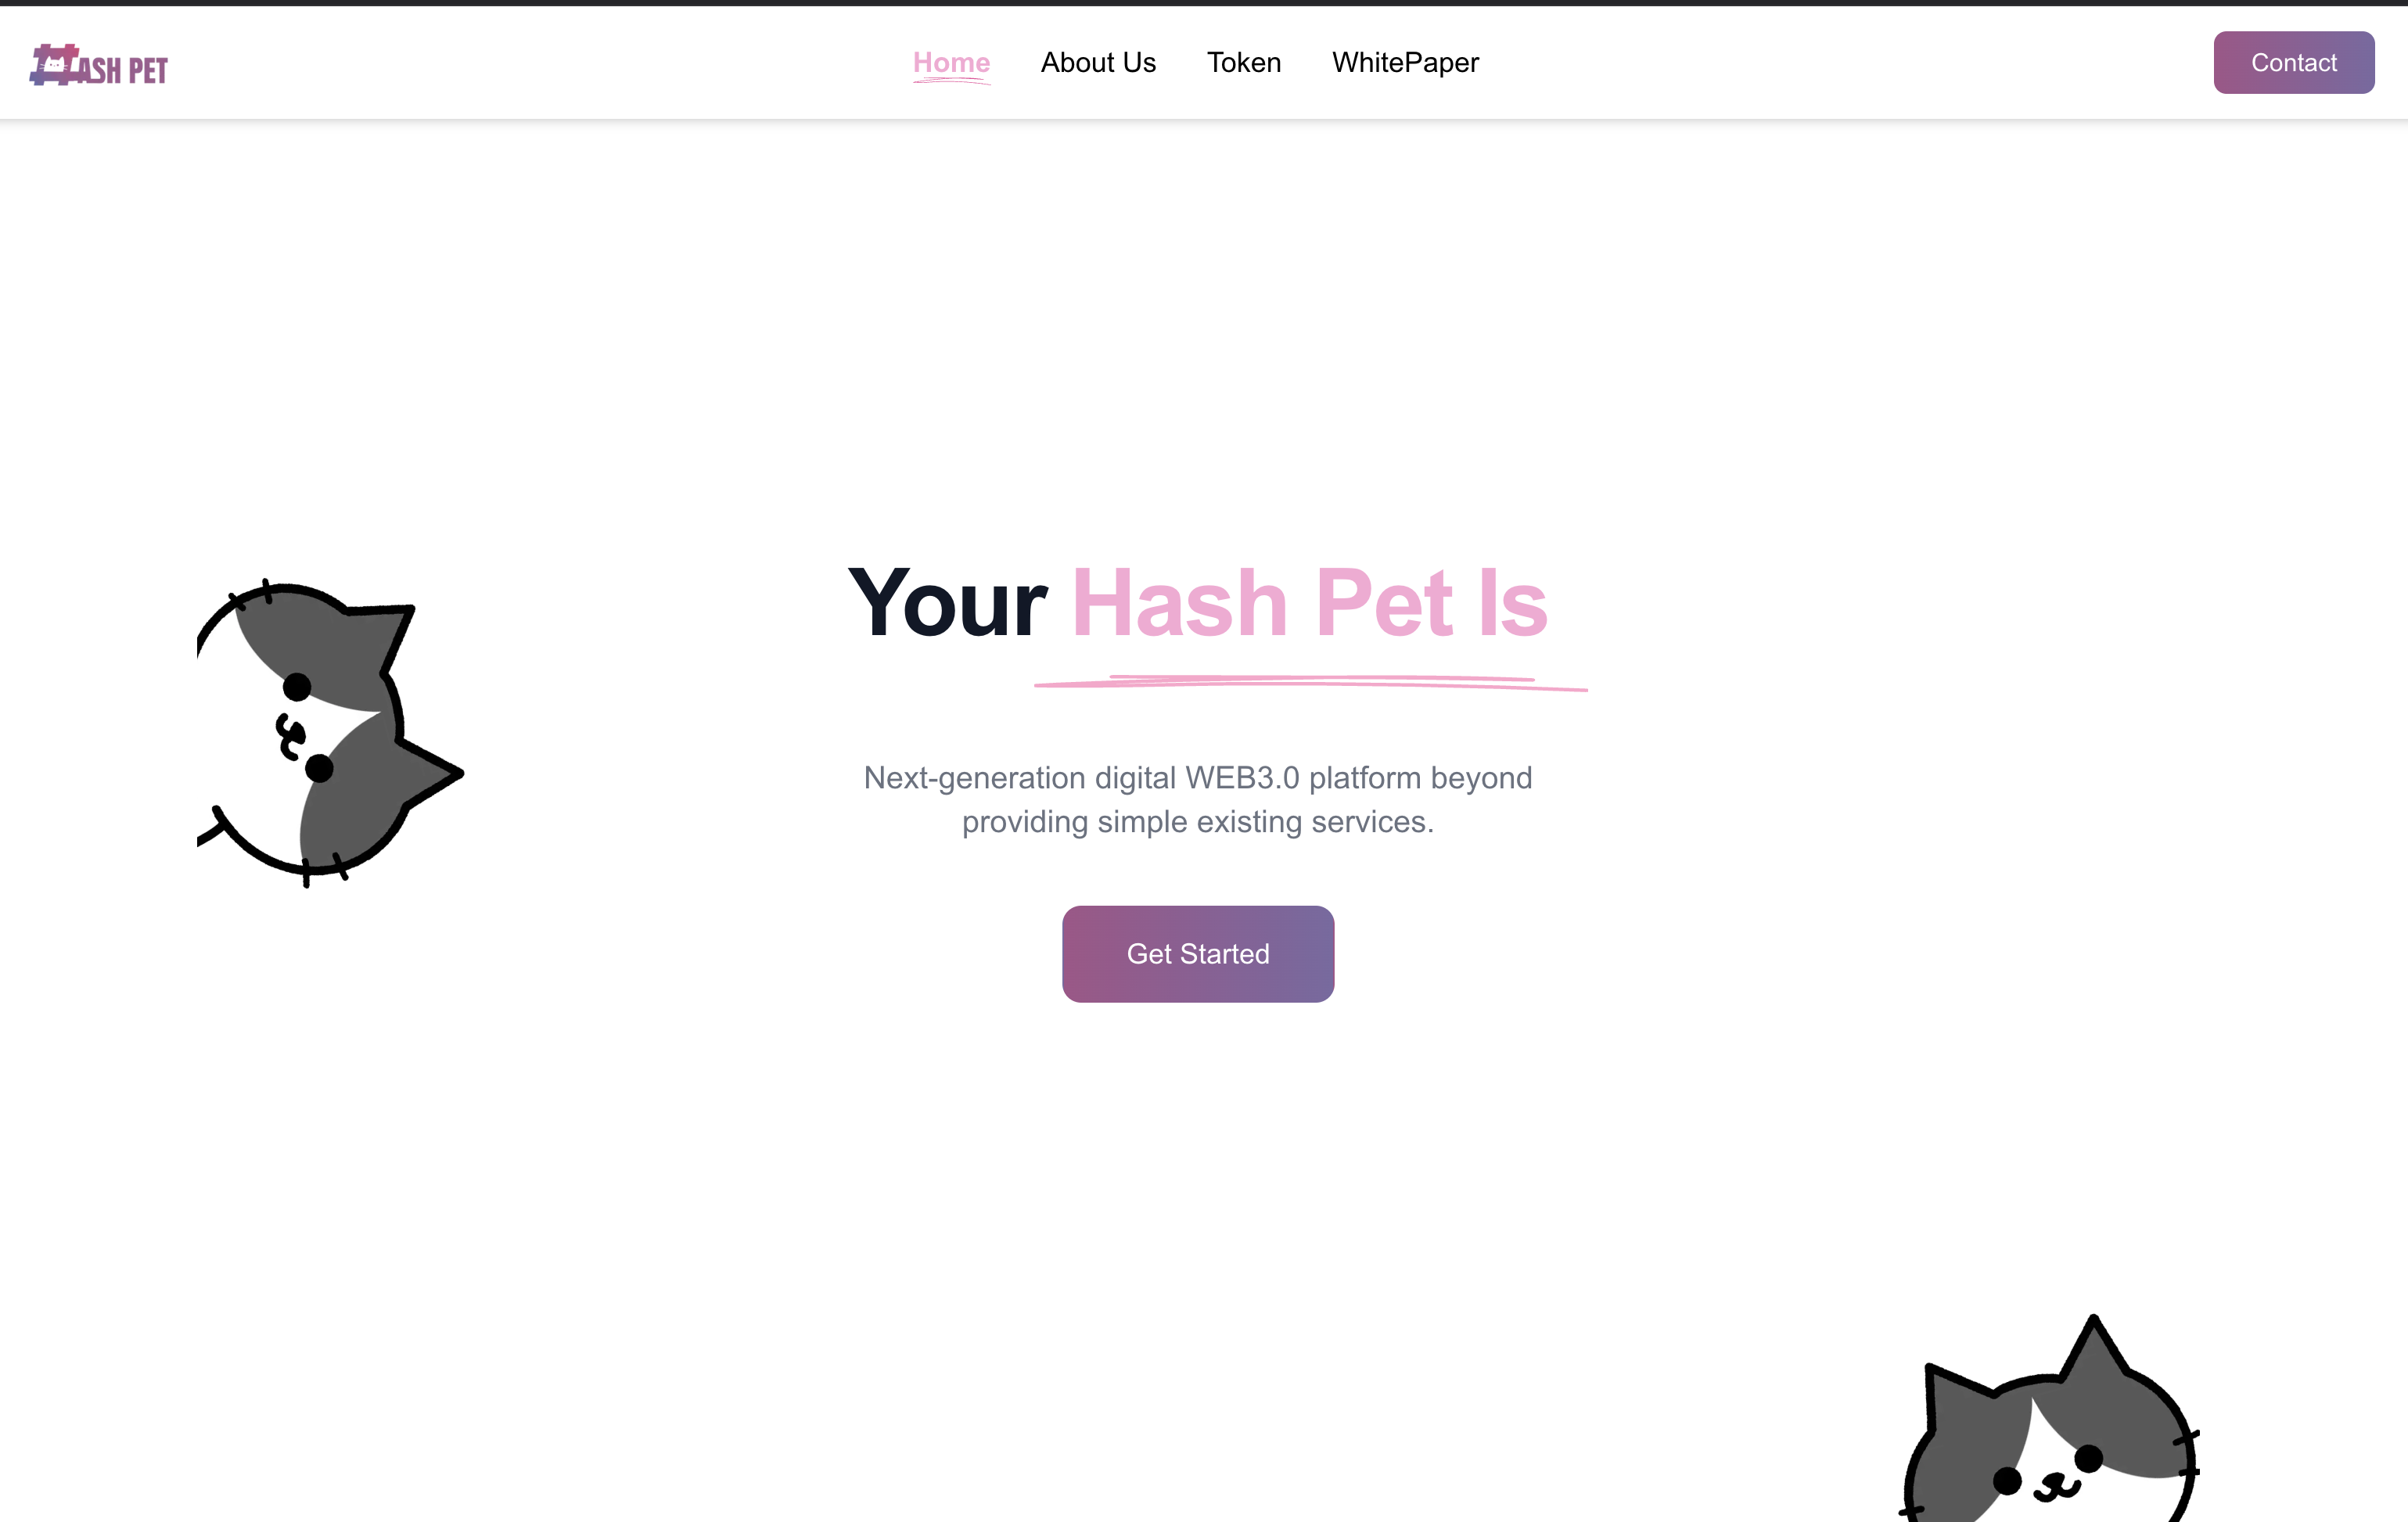 #ASH PET
Home
About Us
Token
WhitePaper
Contact
Your Hash Pet Is
Next-generation digital WEB3.0 platform beyond
providing simple existing services.
Get Started